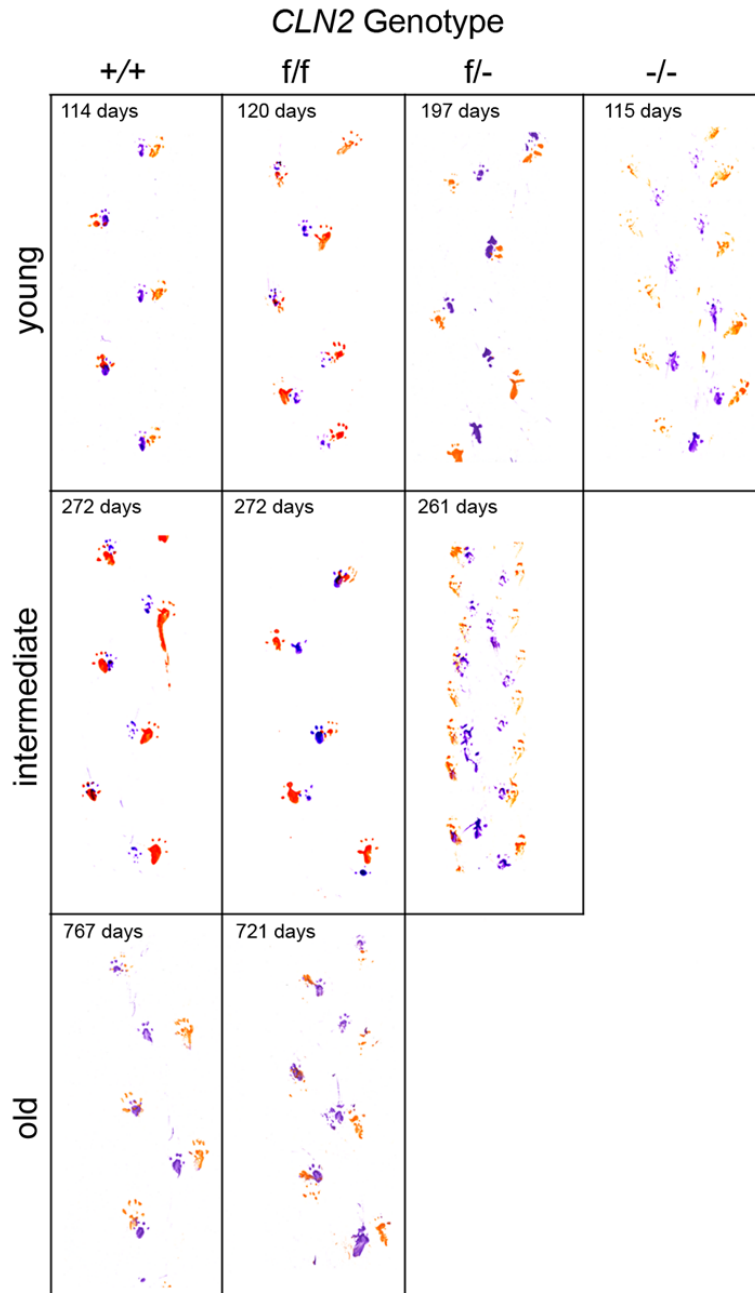 CLN2 Genotype
+/+ f/f f/- -/-
young
114 days 120 days 197 days 115 days
intermediate
272 days 272 days 261 days
old
767 days 721 days